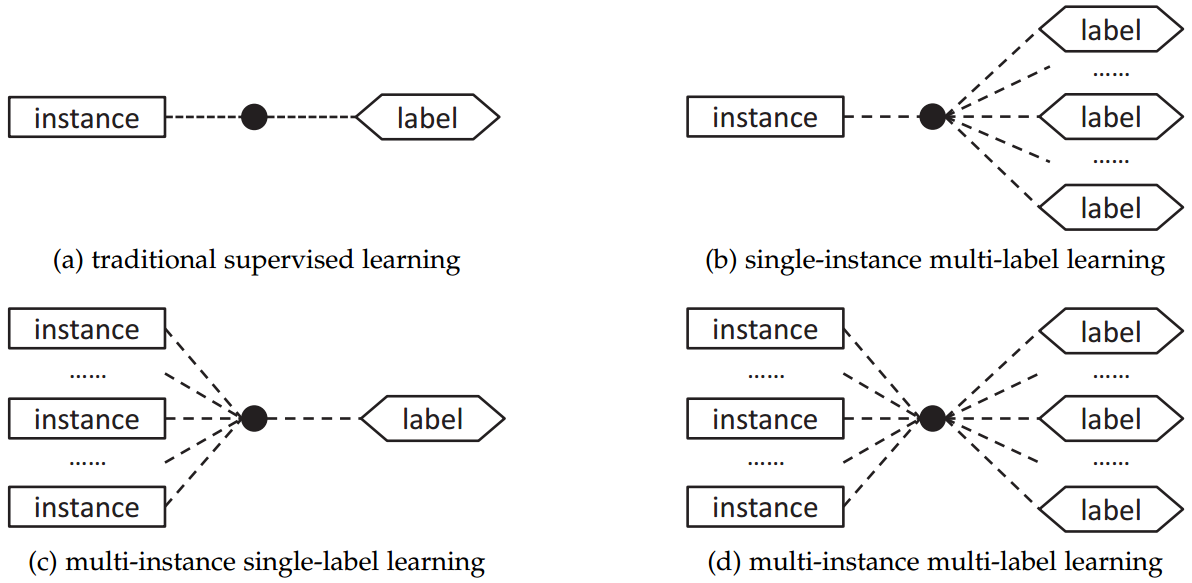 instance
label
(a) traditional supervised learning
label
......
instance
label
......
label
(b) single-instance multi-label learning
instance
......
instance
label
......
instance
(c) multi-instance single-label learning
instance
label
......
......
instance
label
......
......
instance
label
(d) multi-instance multi-label learning